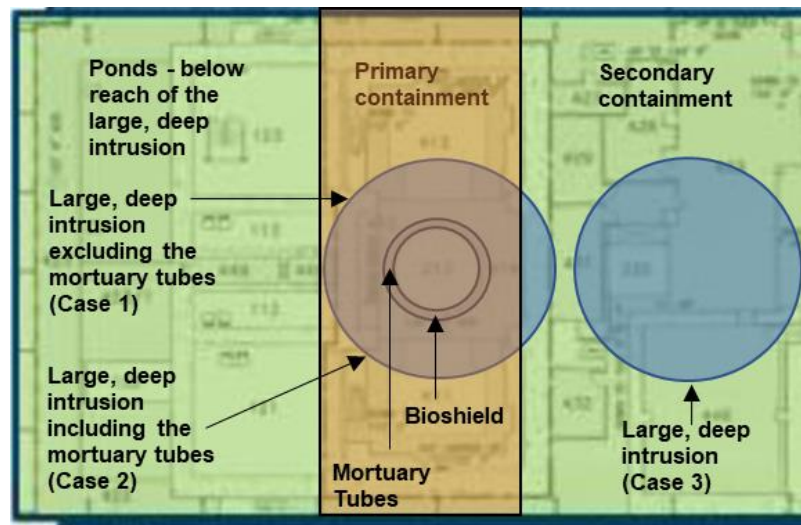 Ponds - below
reach of the
large, deep
intrusion
Primary
containment
Secondary
containment
Large, deep
intrusion
excluding the
mortuary tubes
(Case 1)
Large, deep
intrusion
including the
mortuary tubes
(Case 2)
Bioshield
Mortuary
Tubes
Large, deep
intrusion
(Case 3)